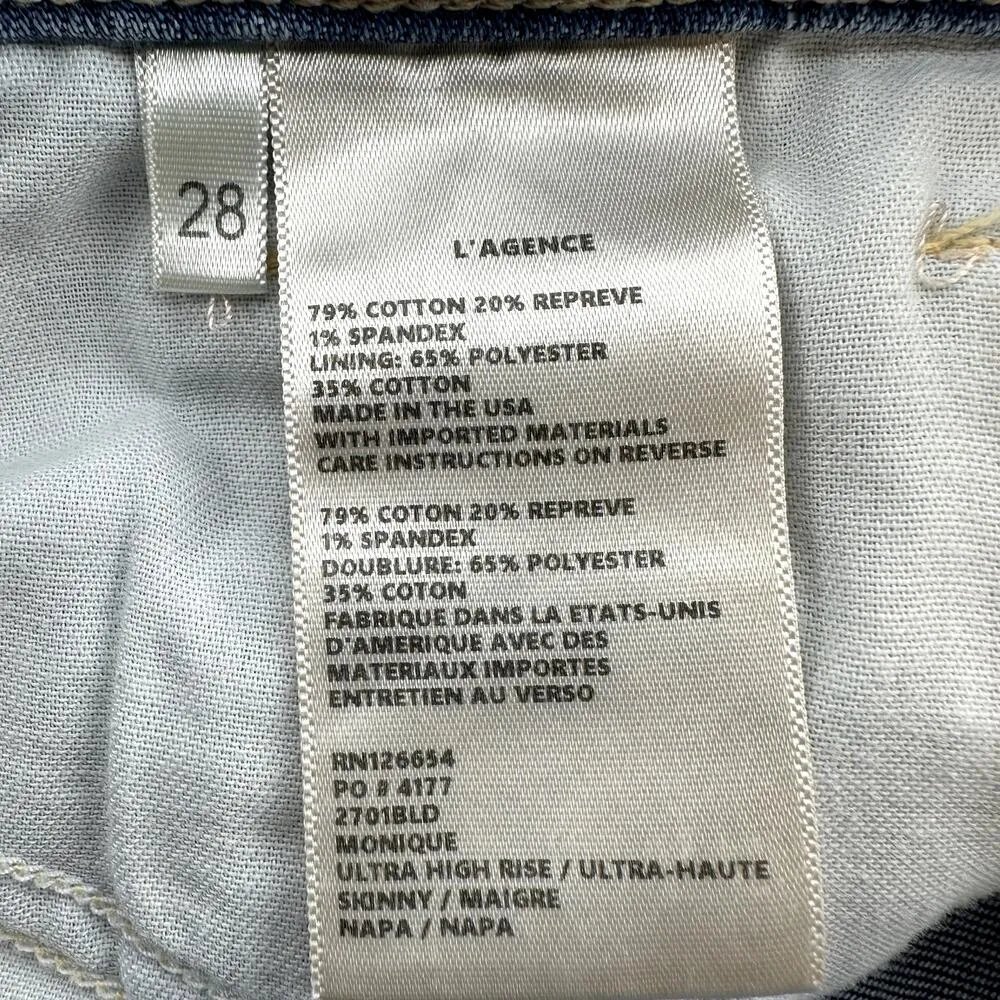 28
L'AGENCE
79% COTTON 20% REPREVE
1% SPANDEX
LINING: 65% POLYESTER
35% COTTON
MADE IN THE USA
WITH IMPORTED MATERIALS
CARE INSTRUCTIONS ON REVERSE
79% COTON 20% REPREVE
1% SPANDEX
DOUBLURE: 65% POLYESTER
35% COTON
FABRIQUE DANS LA ETATS-UNIS
D'AMERIQUE AVEC DES
MATERIAUX IMPORTES
ENTRETIEN AU VERSO
RN126654
PO # 4177
2701BLD
MONIQUE
ULTRA HIGH RISE / ULTRA-HAUTE
SKINNY / MAIGRE
NAPA / NAPA